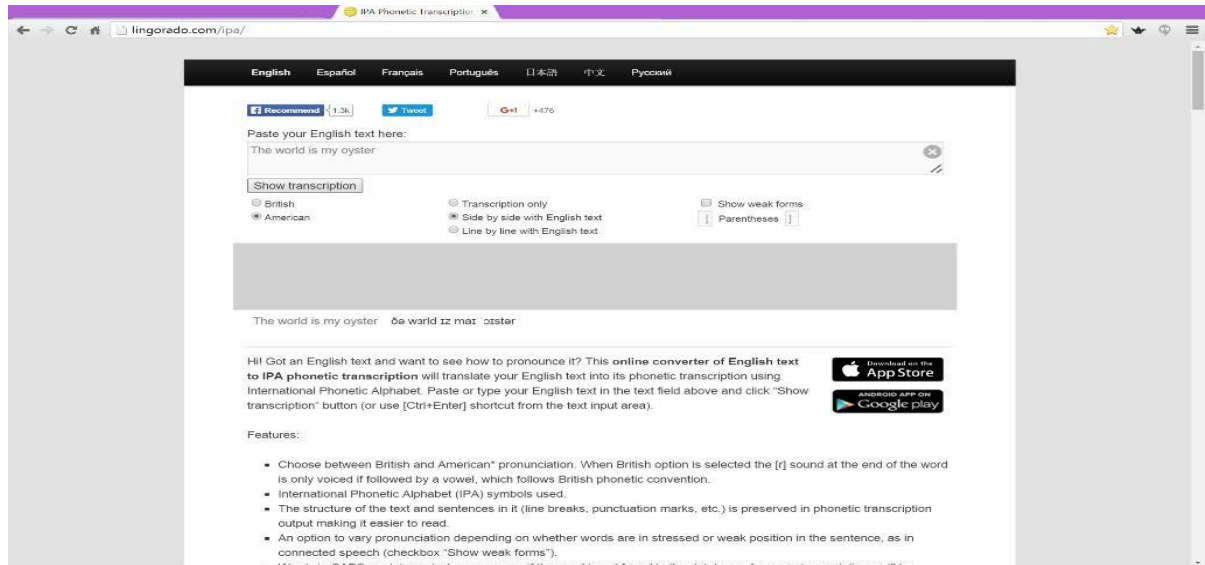 IPA Phonetic Transcription
lingorado.com/ipa/
English Español Français Português 日本語 中文 Русский
Recommend 1.3k Tweet G+1 +476
Paste your English text here:
The world is my oyster
Show transcription
British Transcription only Show weak forms
American Side by side with English text [ Parentheses ]
Line by line with English text
The world is my oyster ðə wɜrld ɪz maɪ ˈɔɪstər
Hi! Got an English text and want to see how to pronounce it? This online converter of English text
Download on the
App Store
to IPA phonetic transcription will translate your English text into its phonetic transcription using
International Phonetic Alphabet. Paste or type your English text in the text field above and click "Show
ANDROID APP ON
Google play
transcription" button (or use [Ctrl+Enter] shortcut from the text input area).
Features:
Choose between British and American* pronunciation. When British option is selected the [r] sound at the end of the word
is only voiced if followed by a vowel, which follows British phonetic convention.
International Phonetic Alphabet (IPA) symbols used.
The structure of the text and sentences in it (line breaks, punctuation marks, etc.) is preserved in phonetic transcription
output making it easier to read.
An option to vary pronunciation depending on whether words are in stressed or weak position in the sentence, as in
connected speech (checkbox "Show weak forms").